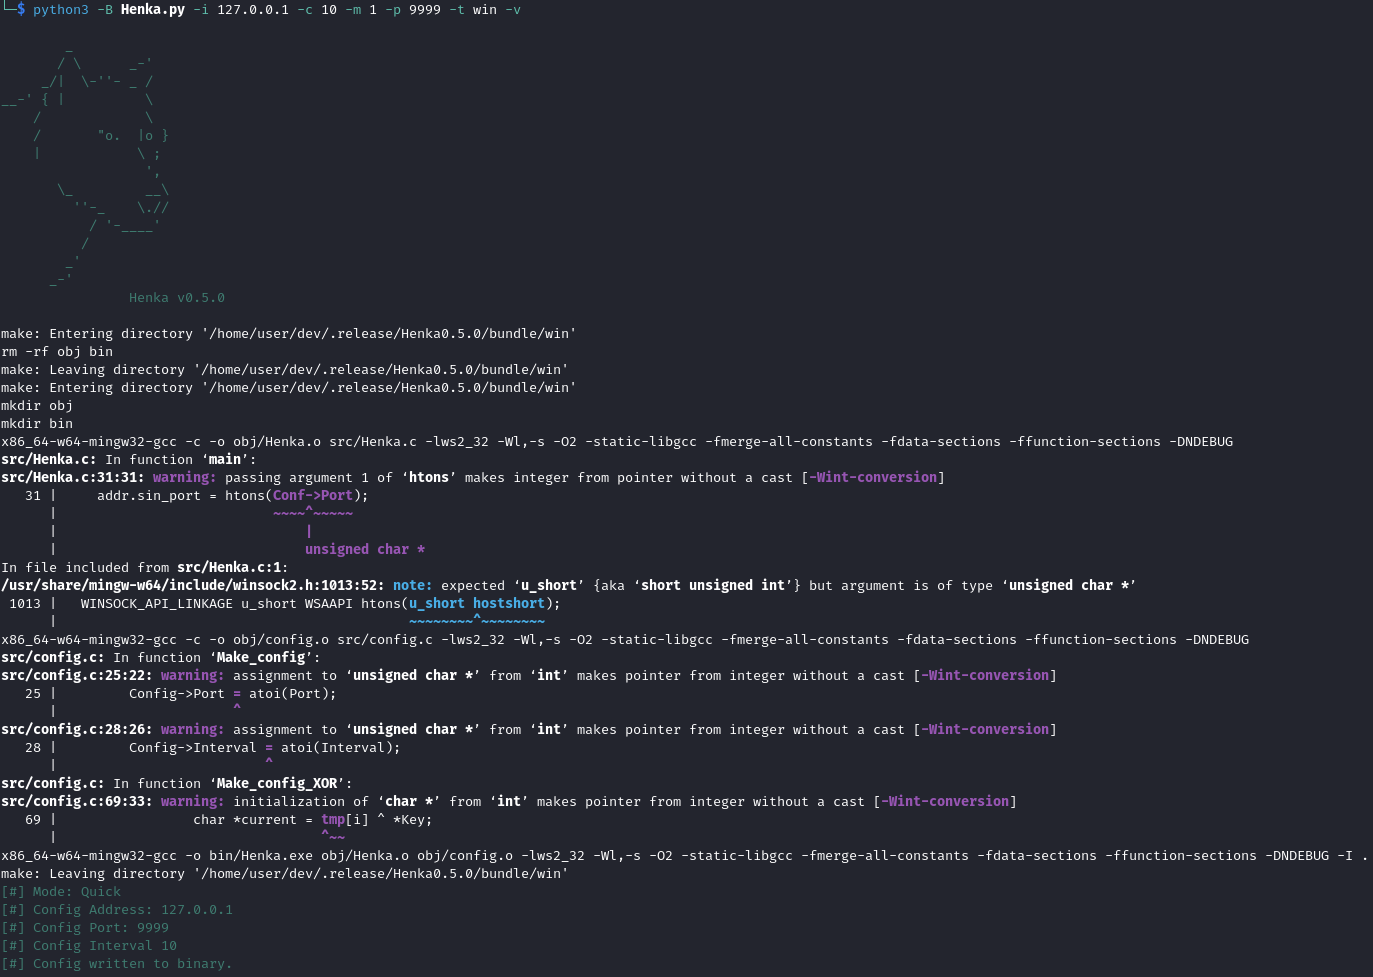 └─$ python3 -B Henka.py -i 127.0.0.1 -c 10 -m 1 -p 9999 -t win -v
        _
       / \      _-'
     _/|  \-''- _ /
__-' { |          \
    /             \
    /       "o.  |o }
    |            \ ;
                  ',
       \_         __\
         ''-_    \.//
           / '-____'
          /
        _'
      _-'
                Henka v0.5.0
make: Entering directory '/home/user/dev/.release/Henka0.5.0/bundle/win'
rm -rf obj bin
make: Leaving directory '/home/user/dev/.release/Henka0.5.0/bundle/win'
make: Entering directory '/home/user/dev/.release/Henka0.5.0/bundle/win'
mkdir obj
mkdir bin
x86_64-w64-mingw32-gcc -c -o obj/Henka.o src/Henka.c -lws2_32 -Wl,-s -O2 -static-libgcc -fmerge-all-constants -fdata-sections -ffunction-sections -DNDEBUG
src/Henka.c: In function ‘main’:
src/Henka.c:31:31: warning: passing argument 1 of ‘htons’ makes integer from pointer without a cast [-Wint-conversion]
   31 |     addr.sin_port = htons(Conf->Port);
      |                           ~~~~^~~~~~
      |                               |
      |                               unsigned char *
In file included from src/Henka.c:1:
/usr/share/mingw-w64/include/winsock2.h:1013:52: note: expected ‘u_short’ {aka ‘short unsigned int’} but argument is of type ‘unsigned char *’
 1013 |   WINSOCK_API_LINKAGE u_short WSAAPI htons(u_short hostshort);
      |                                            ~~~~~~~~^~~~~~~~~
x86_64-w64-mingw32-gcc -c -o obj/config.o src/config.c -lws2_32 -Wl,-s -O2 -static-libgcc -fmerge-all-constants -fdata-sections -ffunction-sections -DNDEBUG
src/config.c: In function ‘Make_config’:
src/config.c:25:22: warning: assignment to ‘unsigned char *’ from ‘int’ makes pointer from integer without a cast [-Wint-conversion]
   25 |         Config->Port = atoi(Port);
      |                      ^
src/config.c:28:26: warning: assignment to ‘unsigned char *’ from ‘int’ makes pointer from integer without a cast [-Wint-conversion]
   28 |         Config->Interval = atoi(Interval);
      |                          ^
src/config.c: In function ‘Make_config_XOR’:
src/config.c:69:33: warning: initialization of ‘char *’ from ‘int’ makes pointer from integer without a cast [-Wint-conversion]
   69 |                 char *current = tmp[i] ^ *Key;
      |                                 ^~~
x86_64-w64-mingw32-gcc -o bin/Henka.exe obj/Henka.o obj/config.o -lws2_32 -Wl,-s -O2 -static-libgcc -fmerge-all-constants -fdata-sections -ffunction-sections -DNDEBUG -I .
make: Leaving directory '/home/user/dev/.release/Henka0.5.0/bundle/win'
[#] Mode: Quick
[#] Config Address: 127.0.0.1
[#] Config Port: 9999
[#] Config Interval 10
[#] Config written to binary.